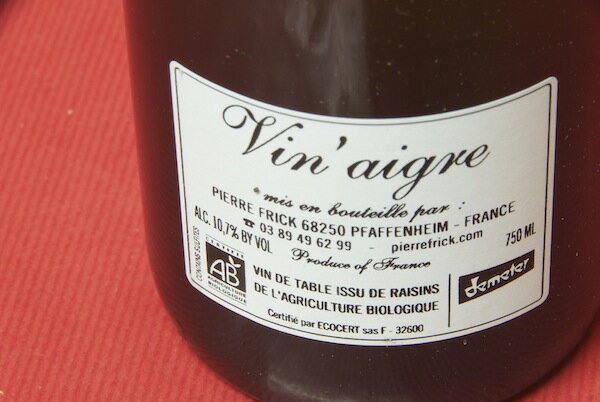 Vin'aigre
* mis en bouteille par :
PIERRE FRICK 68250 PFAFFENHEIM - FRANCE
☎ 03 89 49 62 99 - pierrefrick.com
ALC. 10,7% BY VOL
750 ML
Produce of France
CONTAINS SULFITES
AB
AGRICULTURE
BIOLOGIQUE
VIN DE TABLE ISSU DE RAISINS
DE L'AGRICULTURE BIOLOGIQUE
demeter
Certifié par ECOCERT sas F - 32600